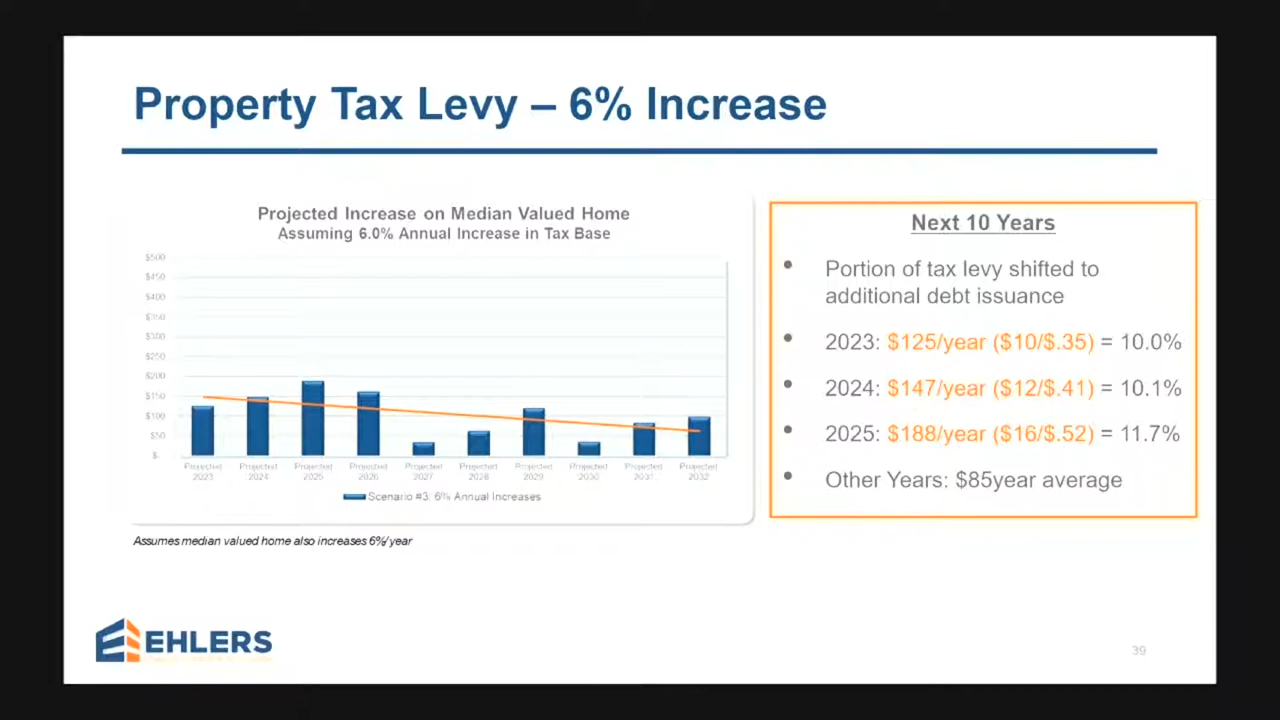 Property Tax Levy – 6% Increase
Projected Increase on Median Valued Home
Assuming 6.0% Annual Increase in Tax Base
$500
$450
$400
$350
$300
$250
$200
$150
$100
$50
$-
Projected Projected Projected Projected Projected Projected Projected Projected Projected Projected
2023 2024 2025 2026 2027 2028 2029 2030 2031 2032
Scenario #3: 6% Annual Increases
Assumes median valued home also increases 6%/year
Next 10 Years
• Portion of tax levy shifted to
additional debt issuance
• 2023: $125/year ($10/$.35) = 10.0%
• 2024: $147/year ($12/$.41) = 10.1%
• 2025: $188/year ($16/$.52) = 11.7%
• Other Years: $85year average
EHLERS
39